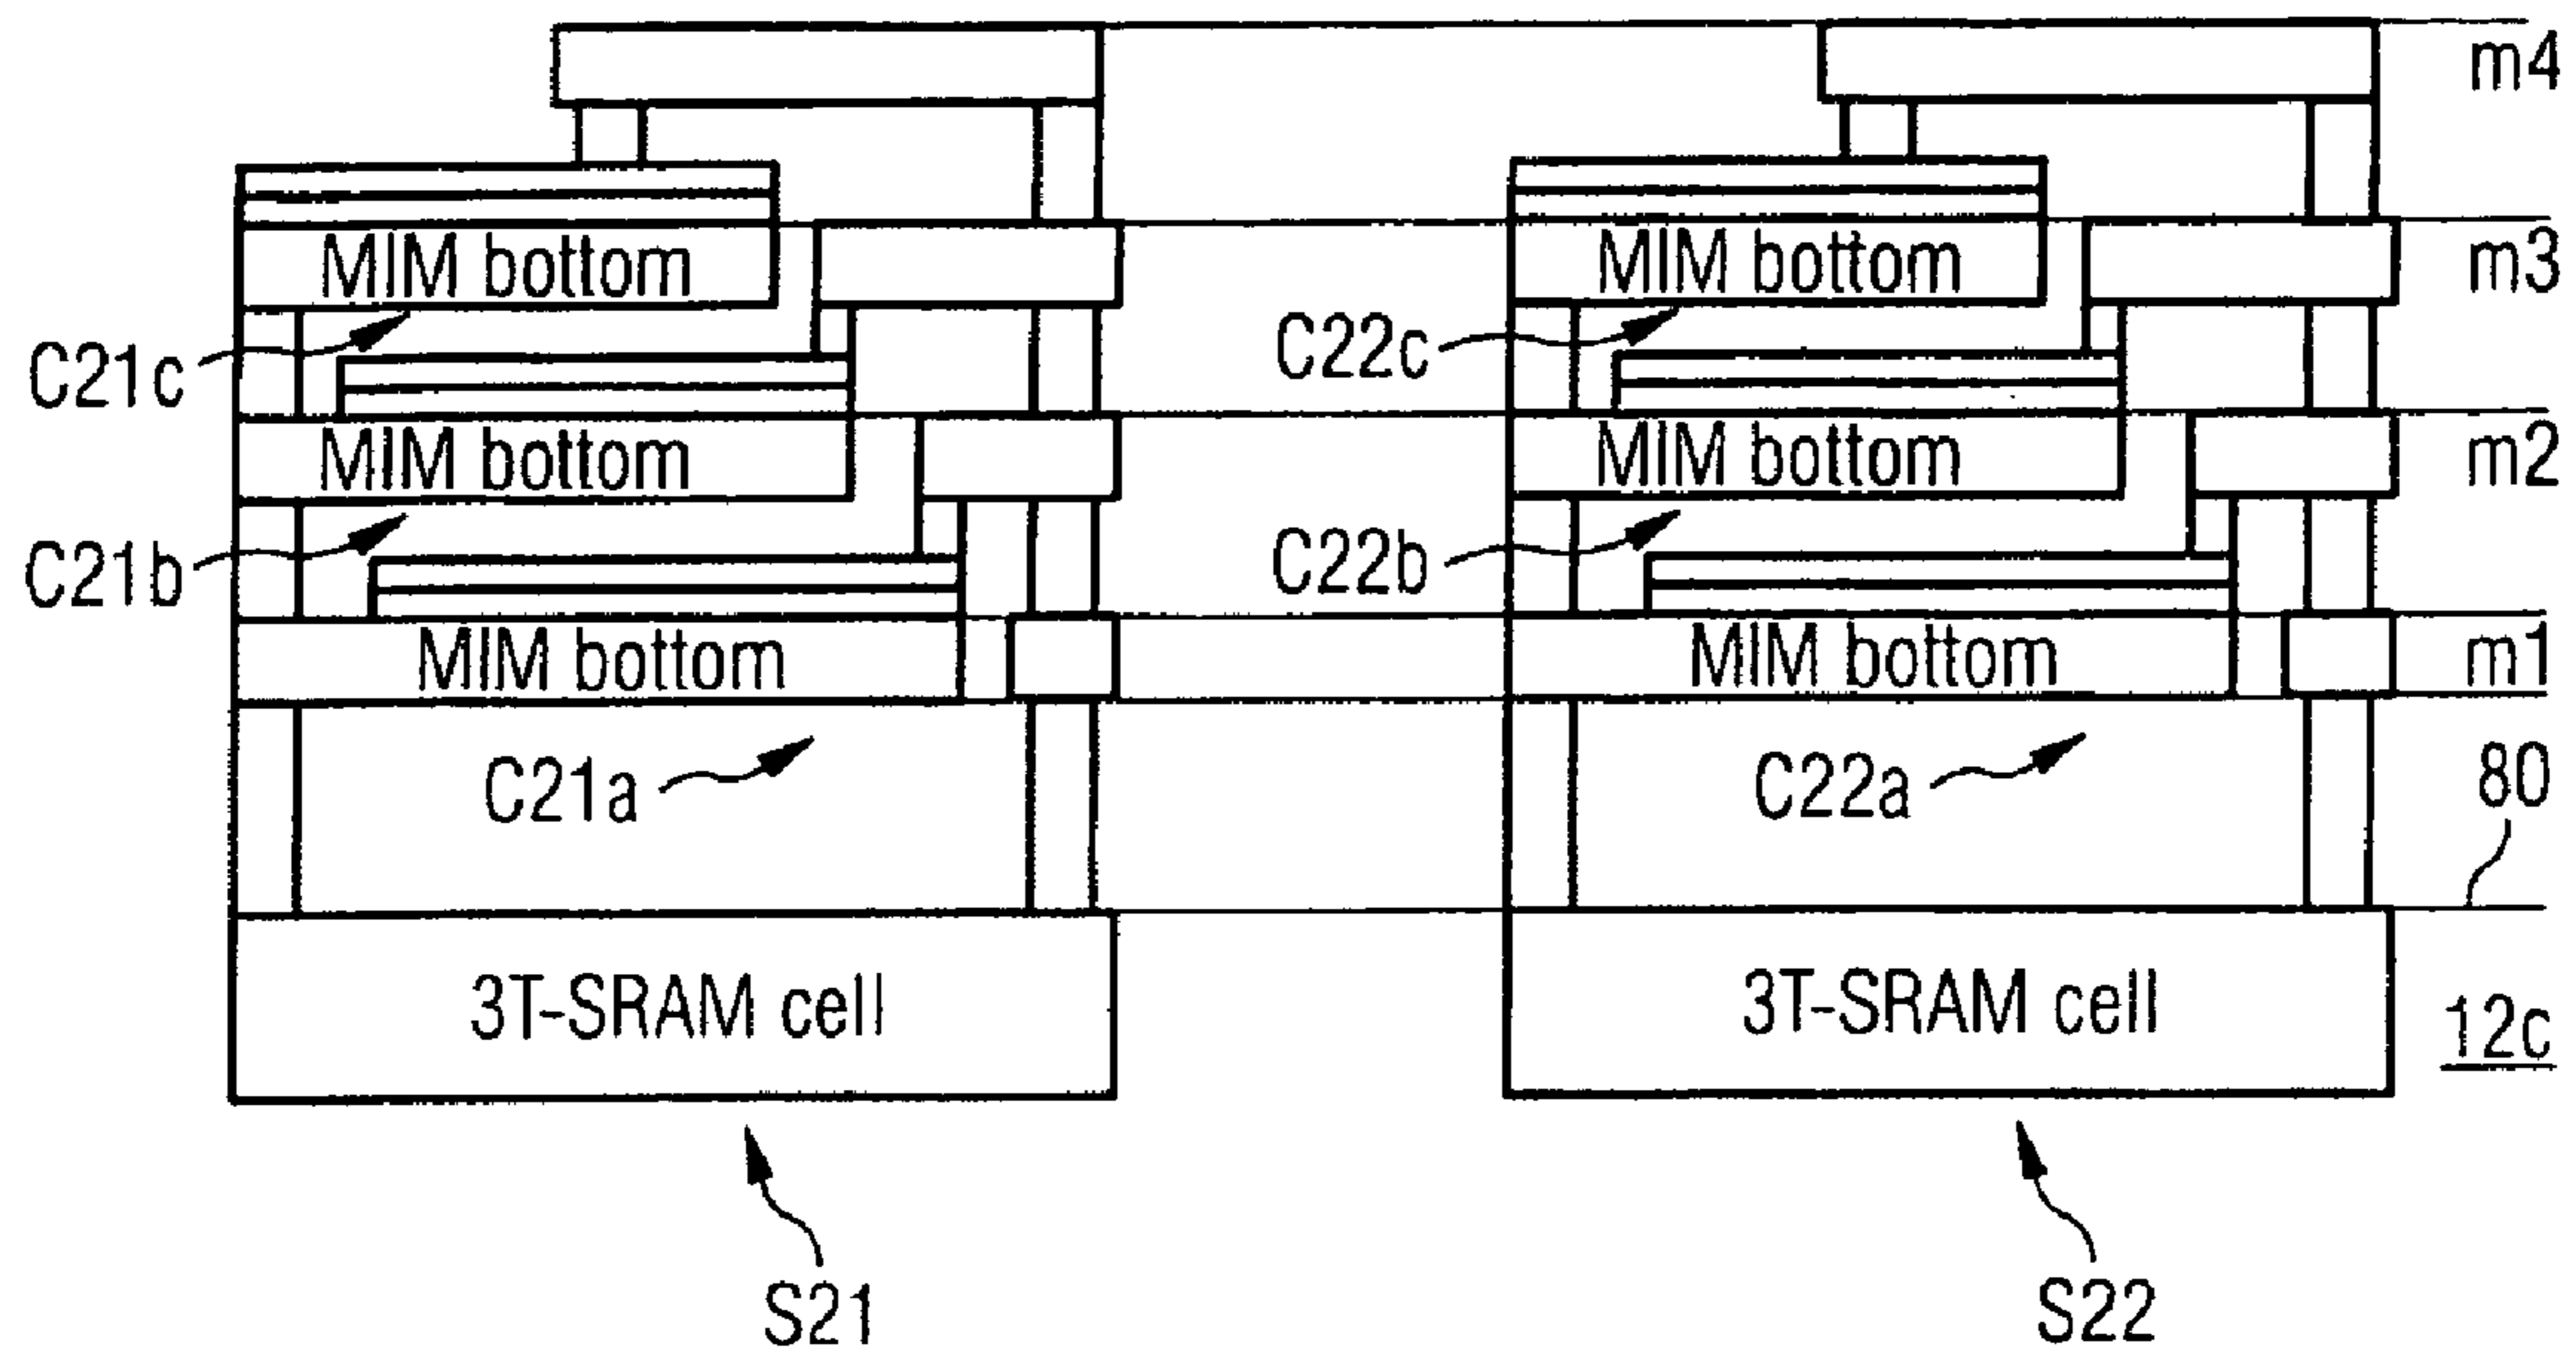 m4
MIM bottom
MIM bottom
m3
C21c
C22c
MIM bottom
MIM bottom
m2
C21b
C22b
MIM bottom
MIM bottom
m1
C21a
C22a
80
3T-SRAM cell
3T-SRAM cell
12c
S21
S22